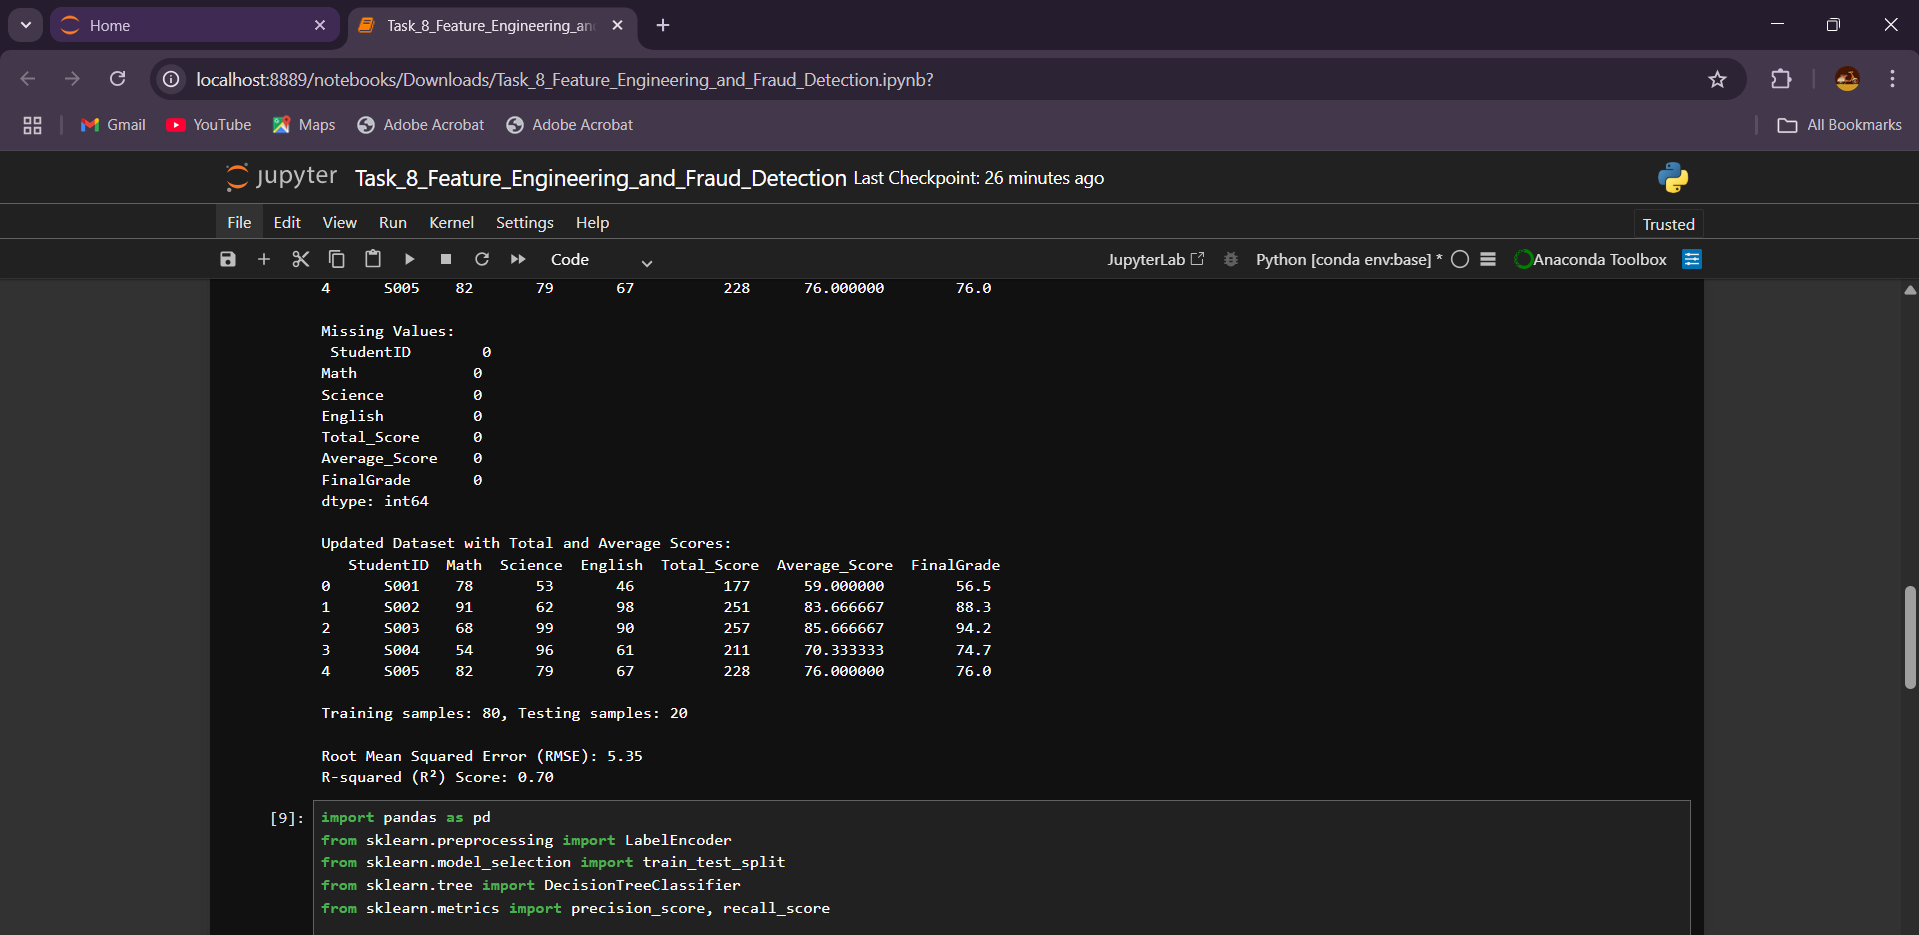 Home
Task_8_Feature_Engineering_an
localhost:8889/notebooks/Downloads/Task_8_Feature_Engineering_and_Fraud_Detection.ipynb?
Gmail YouTube Maps Adobe Acrobat Adobe Acrobat All Bookmarks
jupyter Task_8_Feature_Engineering_and_Fraud_Detection Last Checkpoint: 26 minutes ago
File Edit View Run Kernel Settings Help Trusted
Code JupyterLab Python [conda env:base] * Anaconda Toolbox
4 S005 82 79 67 228 76.000000 76.0
Missing Values:
StudentID 0
Math 0
Science 0
English 0
Total_Score 0
Average_Score 0
FinalGrade 0
dtype: int64
Updated Dataset with Total and Average Scores:
StudentID Math Science English Total_Score Average_Score FinalGrade
0 S001 78 53 46 177 59.000000 56.5
1 S002 91 62 98 251 83.666667 88.3
2 S003 68 99 90 257 85.666667 94.2
3 S004 54 96 61 211 70.333333 74.7
4 S005 82 79 67 228 76.000000 76.0
Training samples: 80, Testing samples: 20
Root Mean Squared Error (RMSE): 5.35
R-squared (R²) Score: 0.70
[9]: import pandas as pd
from sklearn.preprocessing import LabelEncoder
from sklearn.model_selection import train_test_split
from sklearn.tree import DecisionTreeClassifier
from sklearn.metrics import precision_score, recall_score